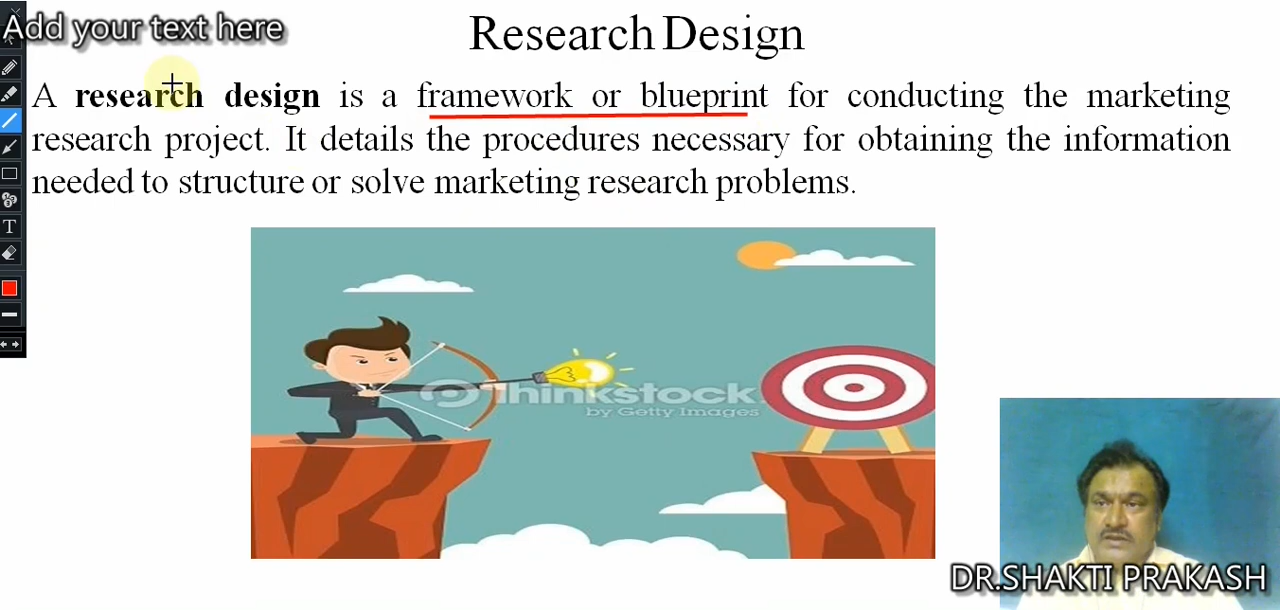 Add your text here
Research Design
A research design is a framework or blueprint for conducting the marketing
research project. It details the procedures necessary for obtaining the information
needed to structure or solve marketing research problems.
Thinkstock.
by Getty Images
DR.SHAKTI PRAKASH